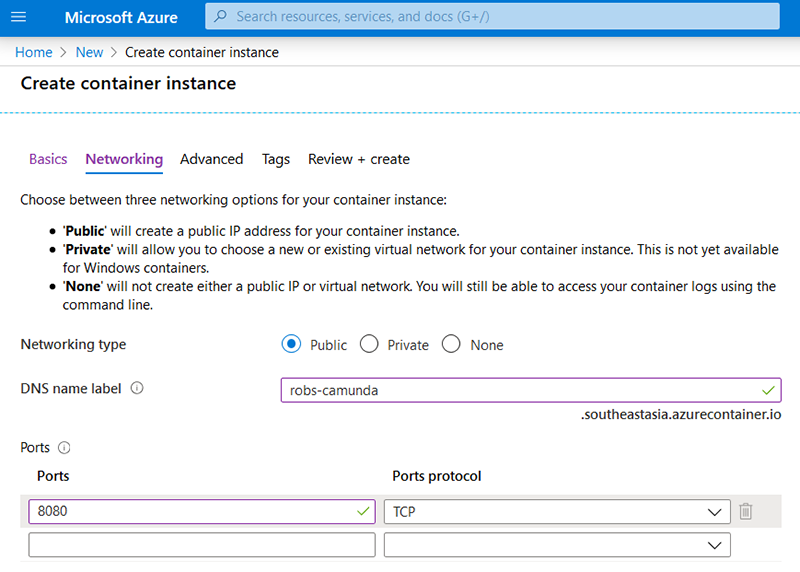 Microsoft Azure
Search resources, services, and docs (G+/)
Home > New > Create container instance
Create container instance
Basics Networking Advanced Tags Review + create
Choose between three networking options for your container instance:
• 'Public' will create a public IP address for your container instance.
• 'Private' will allow you to choose a new or existing virtual network for your container instance. This is not yet available
for Windows containers.
• 'None' will not create either a public IP or virtual network. You will still be able to access your container logs using the
command line.
Networking type Public Private None
DNS name label robs-camunda
.southeastasia.azurecontainer.io
Ports
Ports Ports protocol
8080 TCP